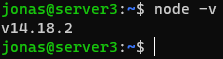 jonas@server3:~$ node -v
v14.18.2
jonas@server3:~$